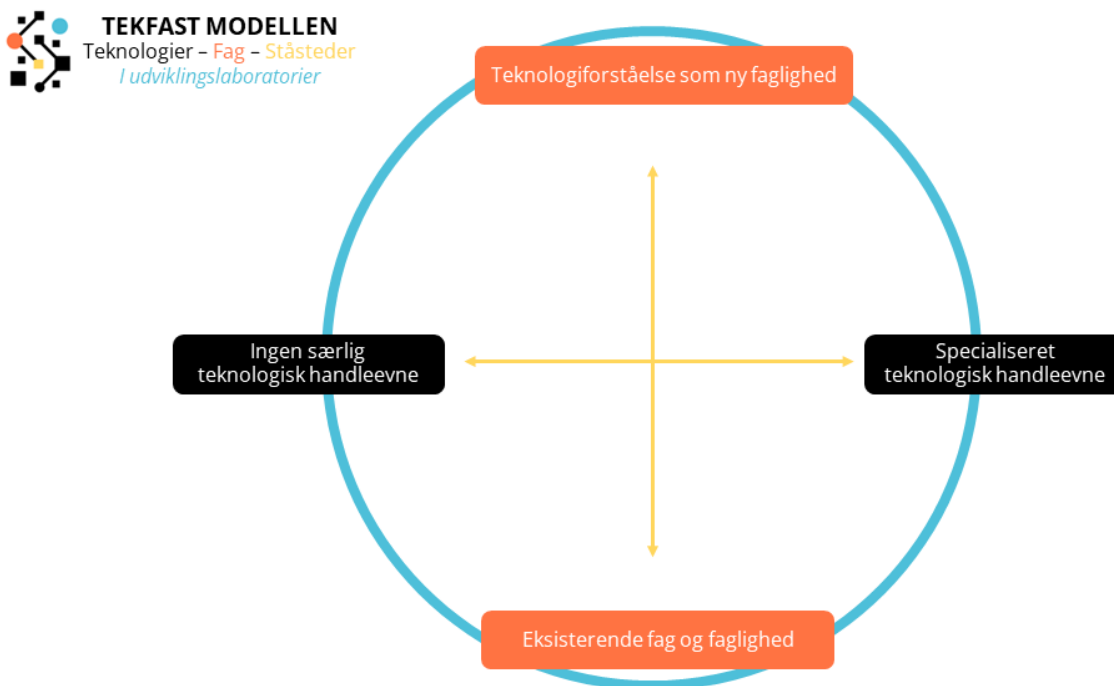 TEKFAST MODELLEN
Teknologier – Fag – Ståsteder
I udviklingslaboratorier
Teknologiforståelse som ny faglighed
Ingen særlig
teknologisk handleevne
Specialiseret
teknologisk handleevne
Eksisterende fag og faglighed